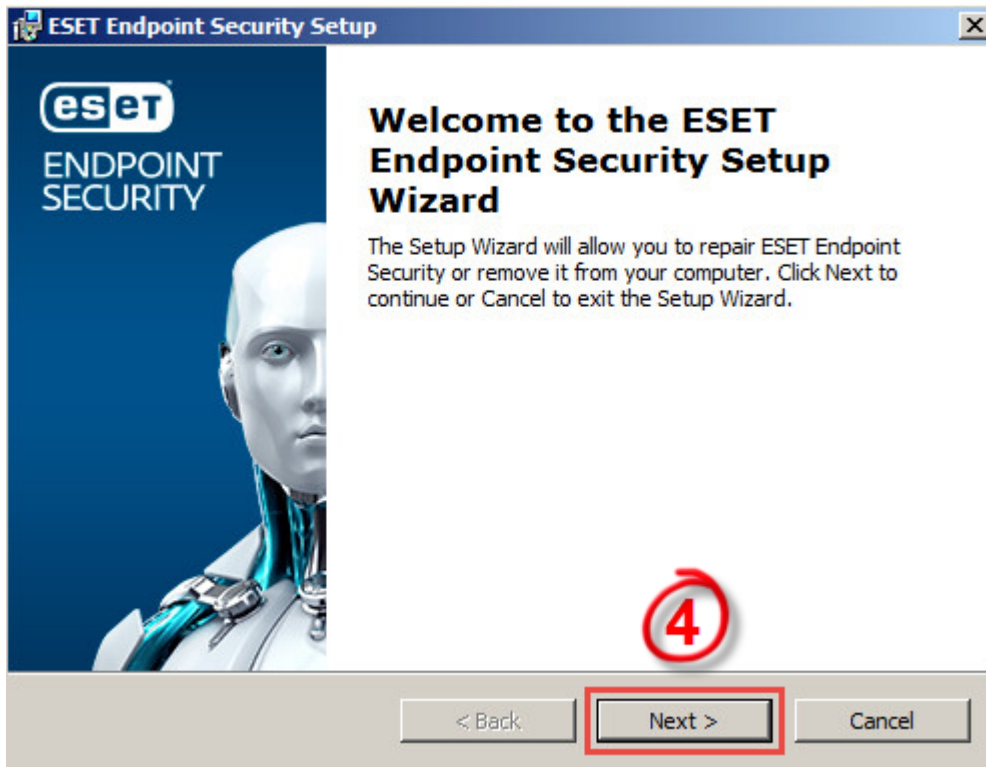 ESET Endpoint Security Setup
eseT
ENDPOINT
SECURITY
Welcome to the ESET
Endpoint Security Setup
Wizard
The Setup Wizard will allow you to repair ESET Endpoint
Security or remove it from your computer. Click Next to
continue or Cancel to exit the Setup Wizard.
4
< Back
Next >
Cancel